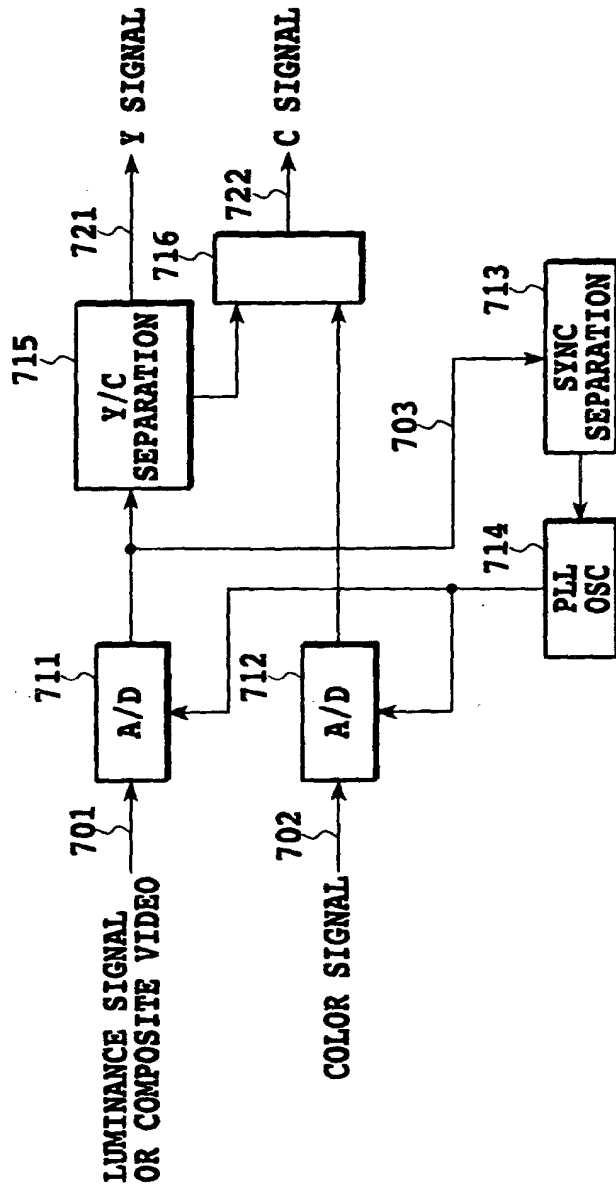 LUMINANCE SIGNAL
OR COMPOSITE VIDEO
701
711
A/D
715
Y/C
SEPARATION
721
Y SIGNAL
716
722
C SIGNAL
COLOR SIGNAL
702
712
A/D
703
714
PLL
OSC
713
SYNC
SEPARATION